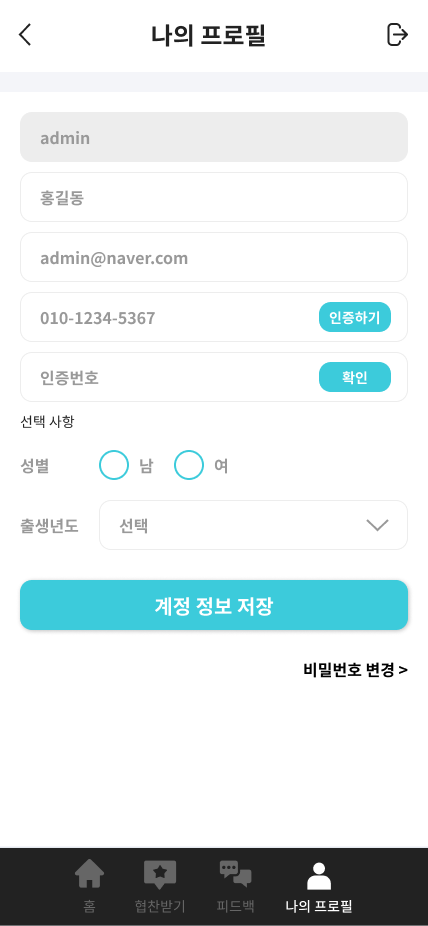 나의 프로필
admin
홍길동
admin@naver.com
010-1234-5367 인증하기
인증번호 확인
선택 사항
성별 남 여
출생년도 선택
계정 정보 저장
비밀번호 변경 >
홈 협찬받기 피드백 나의 프로필